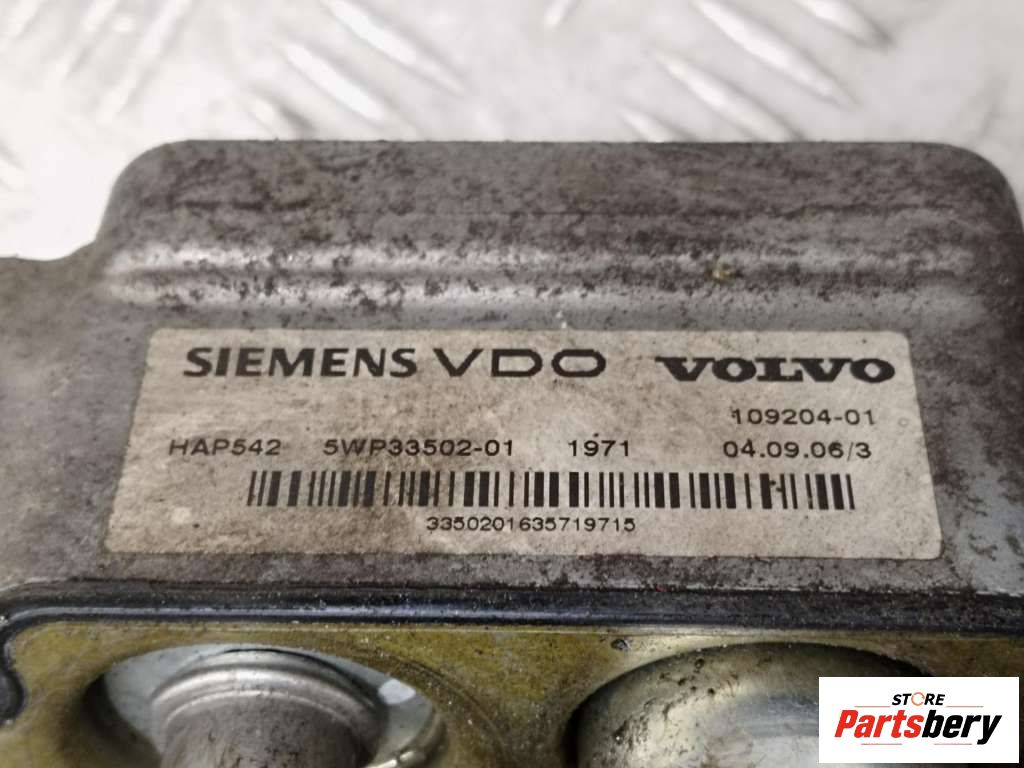 SIEMENS VDO VOLVO
109204-01
HAP542 5WP33502-01 1971 04.09.06/3
3350201635719715
STORE
Partsbery